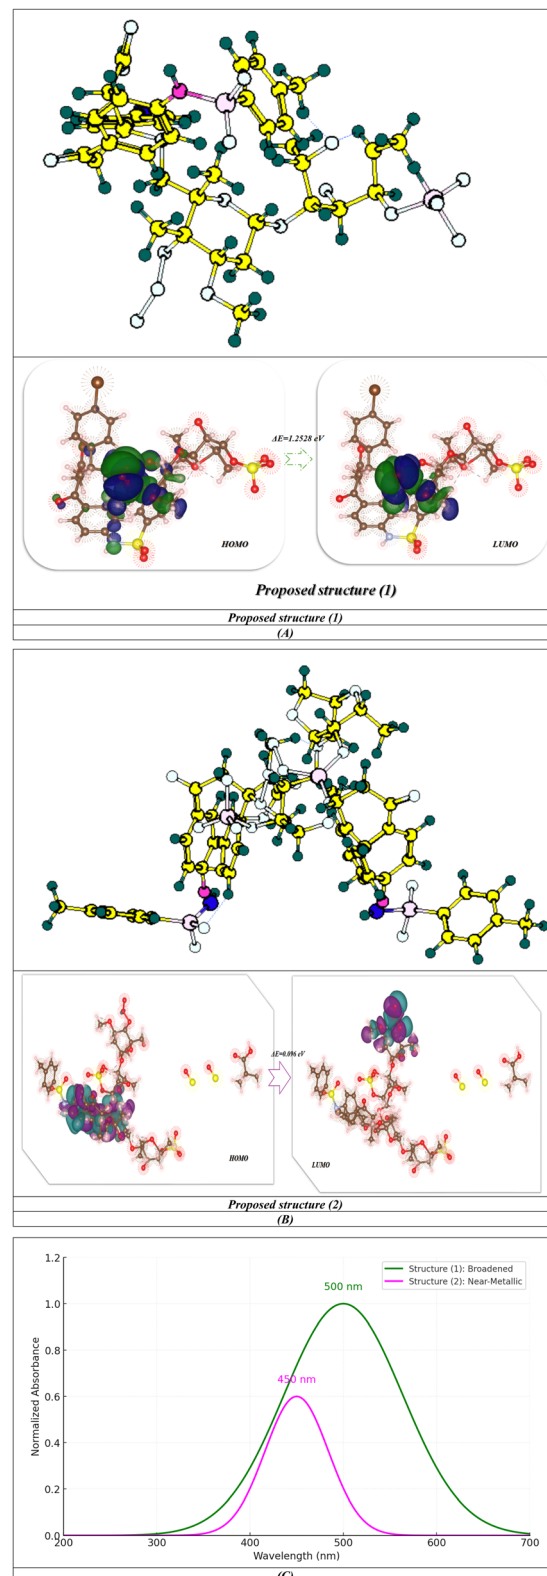 ΔE=1.2528 eV
HOMO
LUMO
Proposed structure (1)
Proposed structure (1)
(A)
ΔE=0.096 eV
HOMO
LUMO
Proposed structure (2)
(B)
1.2
1.0
0.8
0.6
0.4
0.2
0.0
Normalized Absorbance
500 nm
450 nm
Structure (1): Broadened
Structure (2): Near-Metallic
200
300
400
500
600
700
Wavelength (nm)
(C)